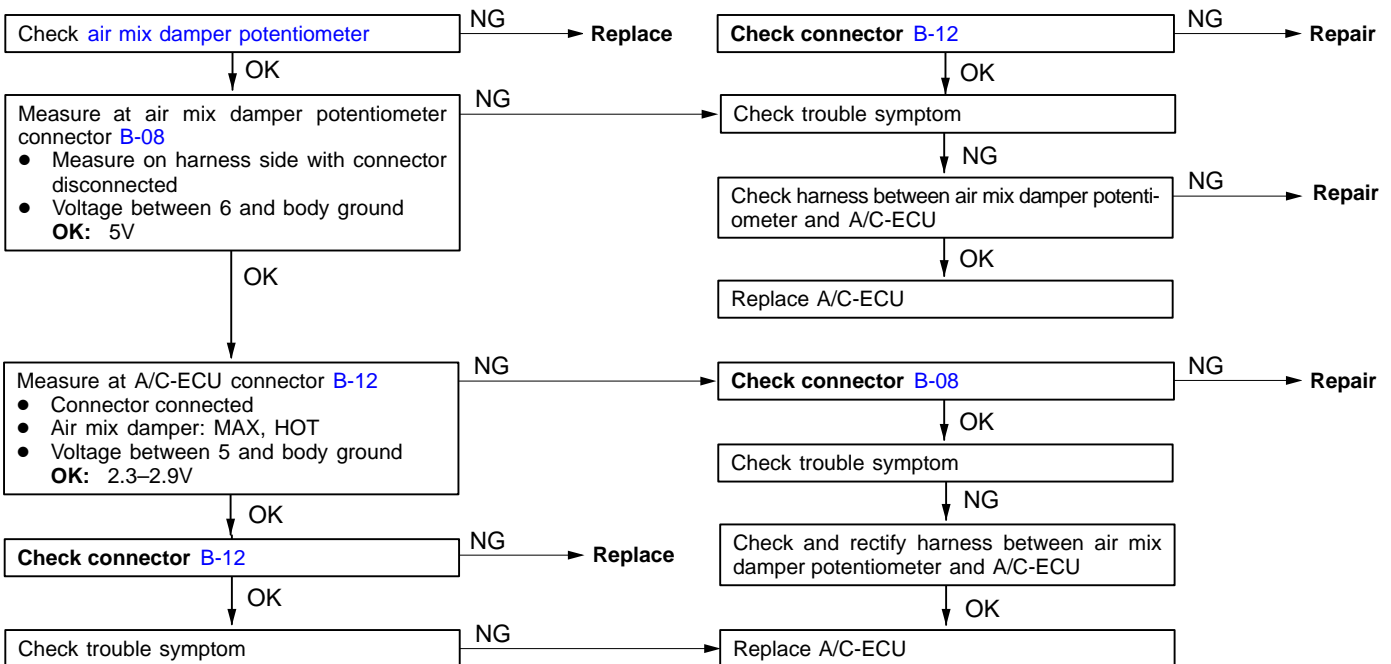 Check air mix damper potentiometer
NG
Replace
OK
Measure at air mix damper potentiometer
connector B-08
● Measure on harness side with connector
disconnected
● Voltage between 6 and body ground
OK: 5V
NG
OK
Measure at A/C-ECU connector B-12
● Connector connected
● Air mix damper: MAX, HOT
● Voltage between 5 and body ground
OK: 2.3–2.9V
NG
OK
Check connector B-12
NG
Replace
OK
Check trouble symptom
NG
Check connector B-12
NG
Repair
OK
Check trouble symptom
NG
Check harness between air mix damper potenti-
ometer and A/C-ECU
NG
Repair
OK
Replace A/C-ECU
Check connector B-08
NG
Repair
OK
Check trouble symptom
NG
Check and rectify harness between air mix
damper potentiometer and A/C-ECU
OK
Replace A/C-ECU